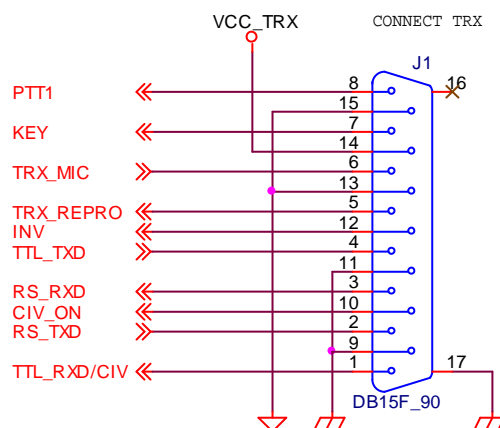 VCC_TRX CONNECT TRX
J1
PTT1 8 16
15
KEY 7
14
TRX_MIC 6
13
TRX_REPRO 5
INV 12
TTL_TXD 4
11
RS_RXD 3
CIV_ON 10
RS_TXD 2
9
TTL_RXD/CIV 1 17
DB15F_90